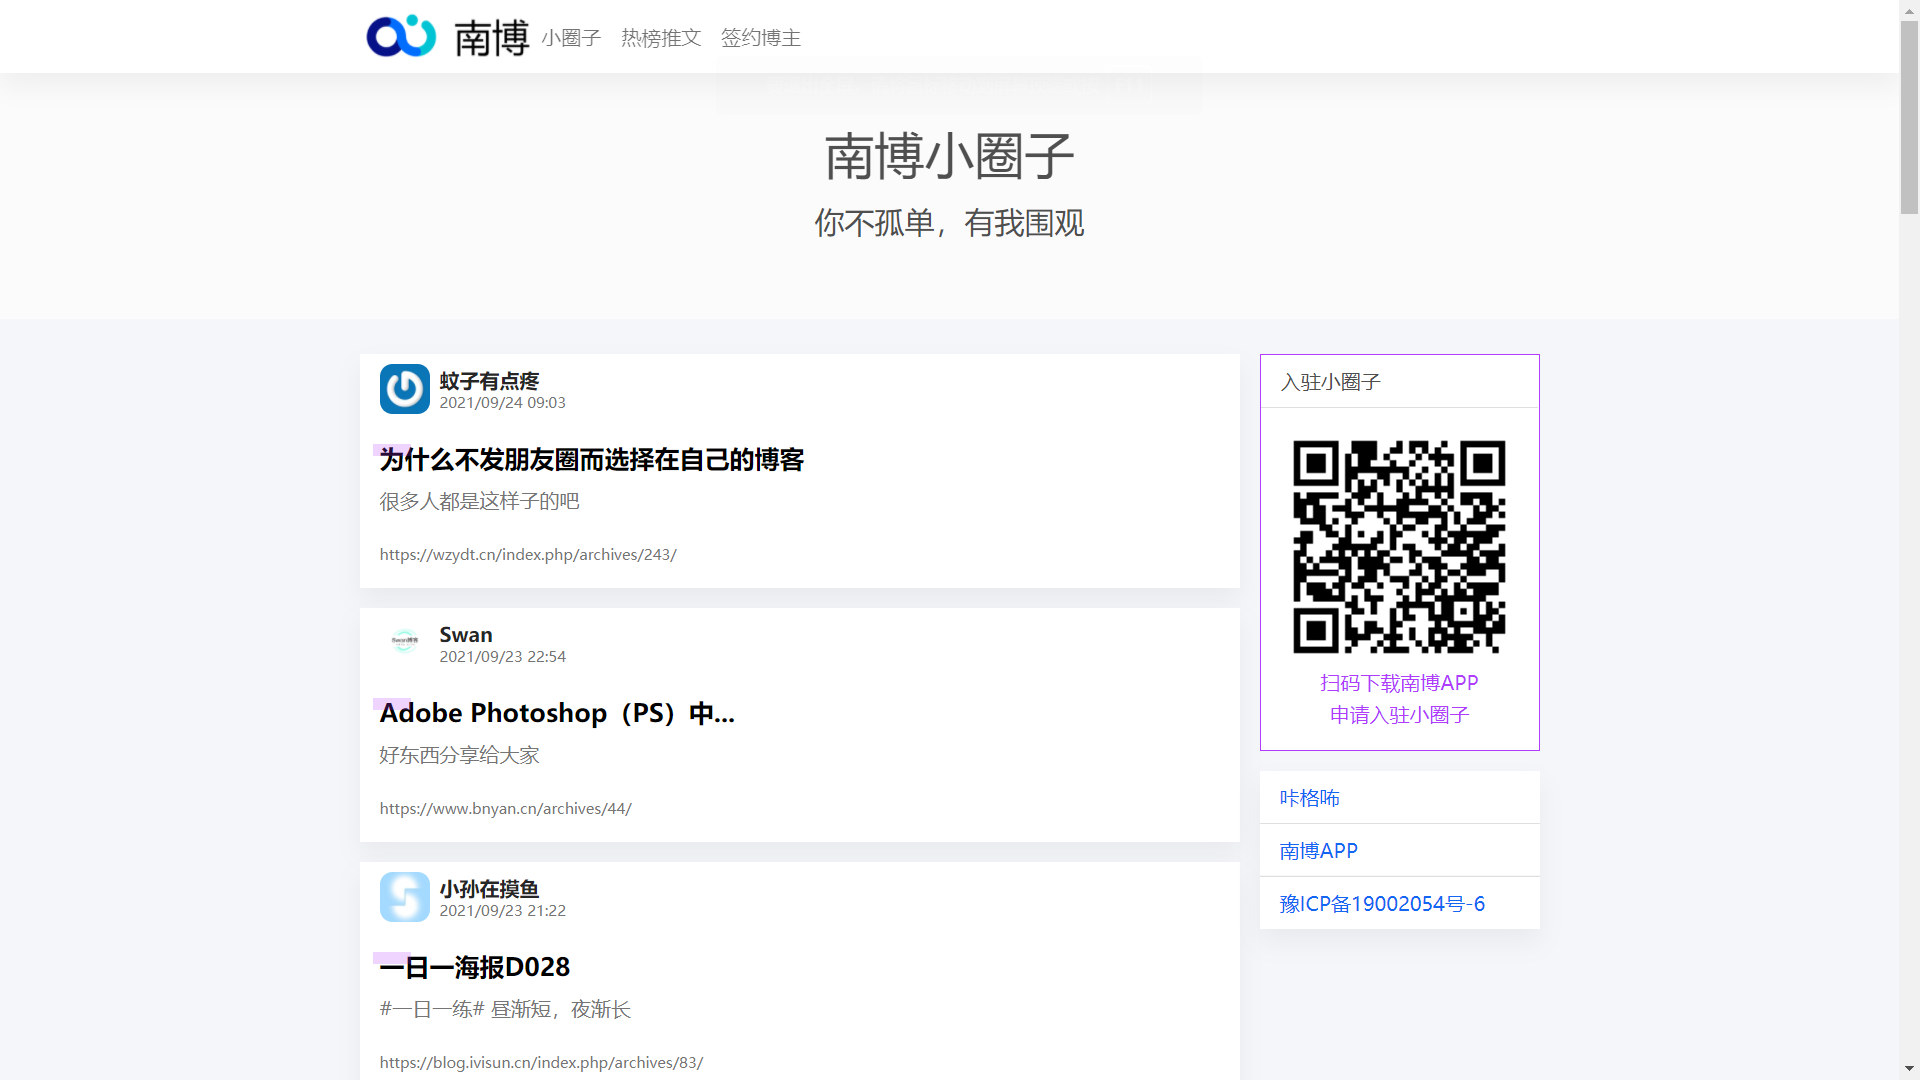 南博 小圈子 热榜推文 签约博主
南博小圈子
你不孤单，有我围观
蚊子有点疼
2021/09/24 09:03
为什么不发朋友圈而选择在自己的博客
很多人都是这样子的吧
https://wzydt.cn/index.php/archives/243/
Swan
2021/09/23 22:54
Adobe Photoshop（PS）中...
好东西分享给大家
https://www.bnyan.cn/archives/44/
小孙在摸鱼
2021/09/23 21:22
一日一海报D028
#一日一练# 昼渐短，夜渐长
https://blog.ivisun.cn/index.php/archives/83/
入驻小圈子
扫码下载南博APP
申请入驻小圈子
咔格咘
南博APP
豫ICP备19002054号-6